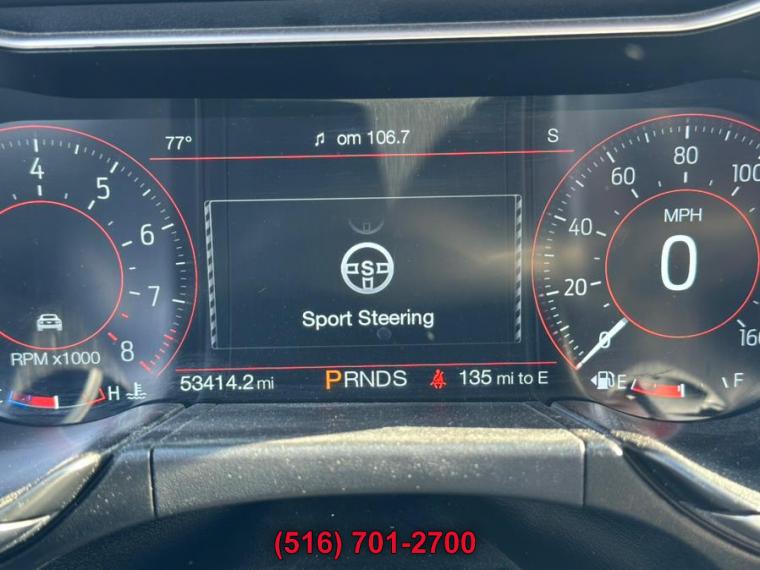 77° ♫ om 106.7 S
4 5 6 7 8
RPM x1000
S
Sport Steering
0 20 40 60 80 100 160
MPH
0
53414.2 mi PRNDS 135 mi to E
H E F
(516) 701-2700